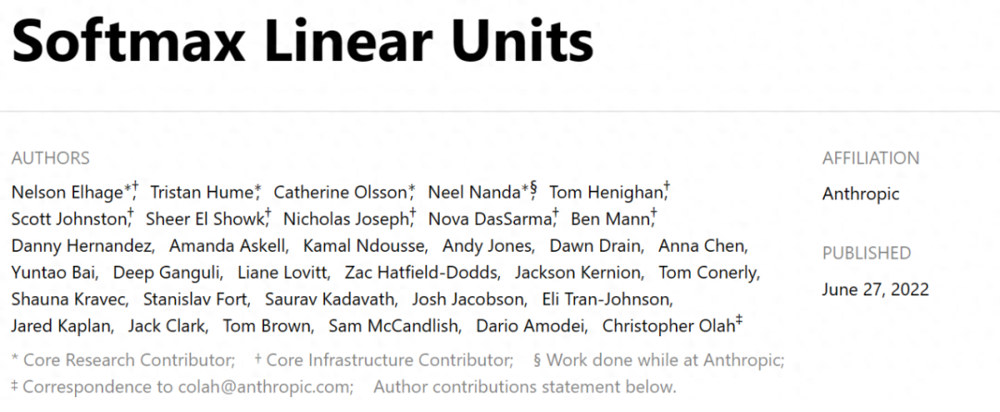 Softmax Linear Units
AUTHORS
Nelson Elhage*†, Tristan Hume*, Catherine Olsson*, Neel Nanda*§, Tom Henighan†,
Scott Johnston†, Sheer El Showk†, Nicholas Joseph†, Nova DasSarma†, Ben Mann†,
Danny Hernandez, Amanda Askell, Kamal Ndousse, Andy Jones, Dawn Drain, Anna Chen,
Yuntao Bai, Deep Ganguli, Liane Lovitt, Zac Hatfield-Dodds, Jackson Kernion, Tom Conerly,
Shauna Kravec, Stanislav Fort, Saurav Kadavath, Josh Jacobson, Eli Tran-Johnson,
Jared Kaplan, Jack Clark, Tom Brown, Sam McCandlish, Dario Amodei, Christopher Olah‡
* Core Research Contributor; † Core Infrastructure Contributor; § Work done while at Anthropic;
‡ Correspondence to colah@anthropic.com; Author contributions statement below.
AFFILIATION
Anthropic
PUBLISHED
June 27, 2022